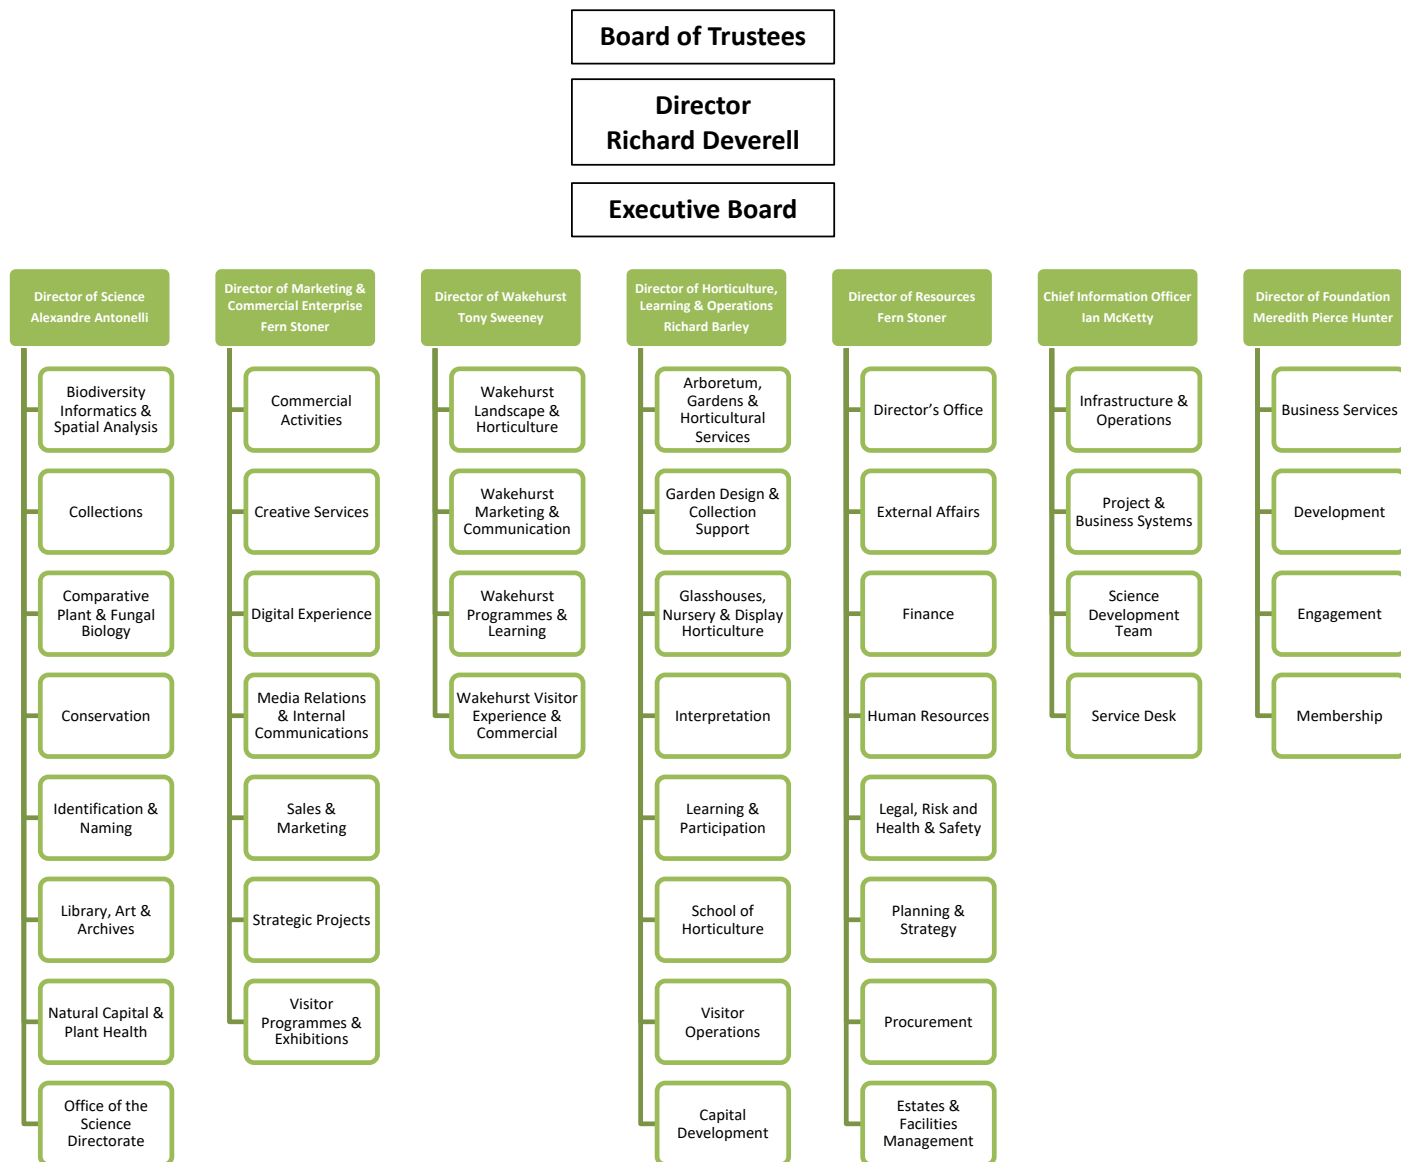 Board of Trustees
Director
Richard Deverell
Executive Board
Director of Science
Alexandre Antonelli
Biodiversity
Informatics &
Spatial Analysis
Collections
Comparative
Plant & Fungal
Biology
Conservation
Identification &
Naming
Library, Art &
Archives
Natural Capital &
Plant Health
Office of the
Science
Directorate
Director of Marketing &
Commercial Enterprise
Fern Stoner
Commercial
Activities
Creative Services
Digital Experience
Media Relations
& Internal
Communications
Sales &
Marketing
Strategic Projects
Visitor
Programmes &
Exhibitions
Director of Wakehurst
Tony Sweeney
Wakehurst
Landscape &
Horticulture
Wakehurst
Marketing &
Communication
Wakehurst
Programmes &
Learning
Wakehurst Visitor
Experience &
Commercial
Director of Horticulture,
Learning & Operations
Richard Barley
Arboretum,
Gardens &
Horticultural
Services
Garden Design &
Collection
Support
Glasshouses,
Nursery & Display
Horticulture
Interpretation
Learning &
Participation
School of
Horticulture
Visitor
Operations
Capital
Development
Director of Resources
Fern Stoner
Director’s Office
External Affairs
Finance
Human Resources
Legal, Risk and
Health & Safety
Planning &
Strategy
Procurement
Estates &
Facilities
Management
Chief Information Officer
Ian McKetty
Infrastructure &
Operations
Project &
Business Systems
Science
Development
Team
Service Desk
Director of Foundation
Meredith Pierce Hunter
Business Services
Development
Engagement
Membership